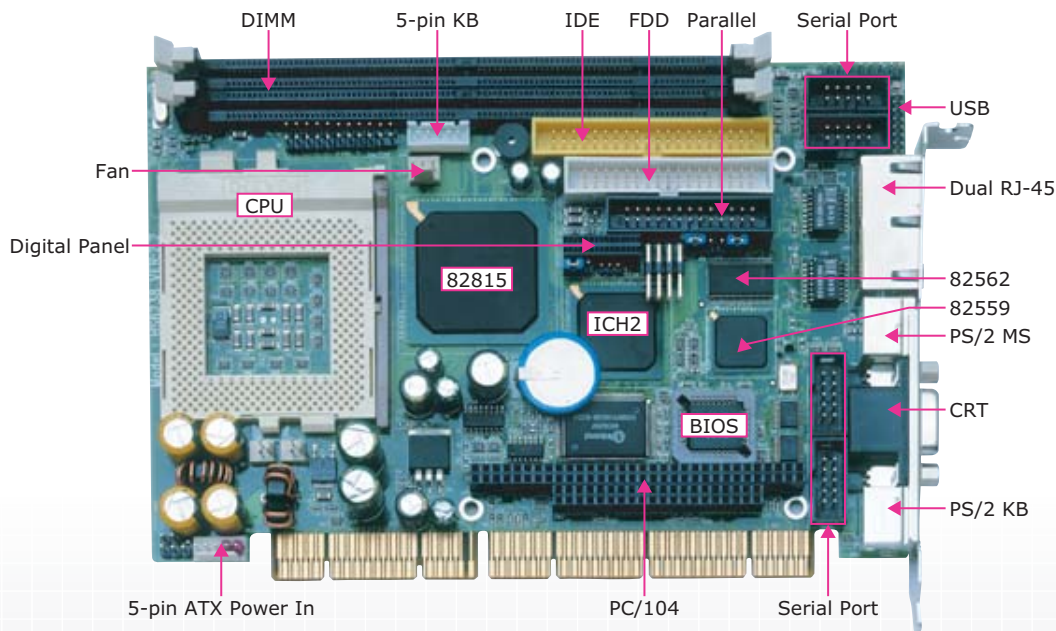 DIMM
5-pin KB
IDE
FDD
Parallel
Serial Port
USB
Fan
CPU
Dual RJ-45
Digital Panel
82815
82562
ICH2
82559
PS/2 MS
CRT
BIOS
PS/2 KB
5-pin ATX Power In
PC/104
Serial Port